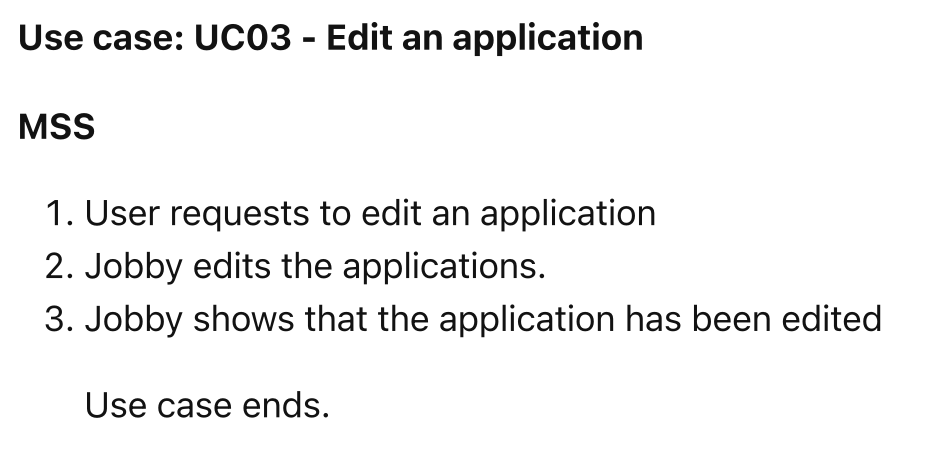 Use case: UC03 - Edit an application
MSS
1. User requests to edit an application
2. Jobby edits the applications.
3. Jobby shows that the application has been edited
Use case ends.